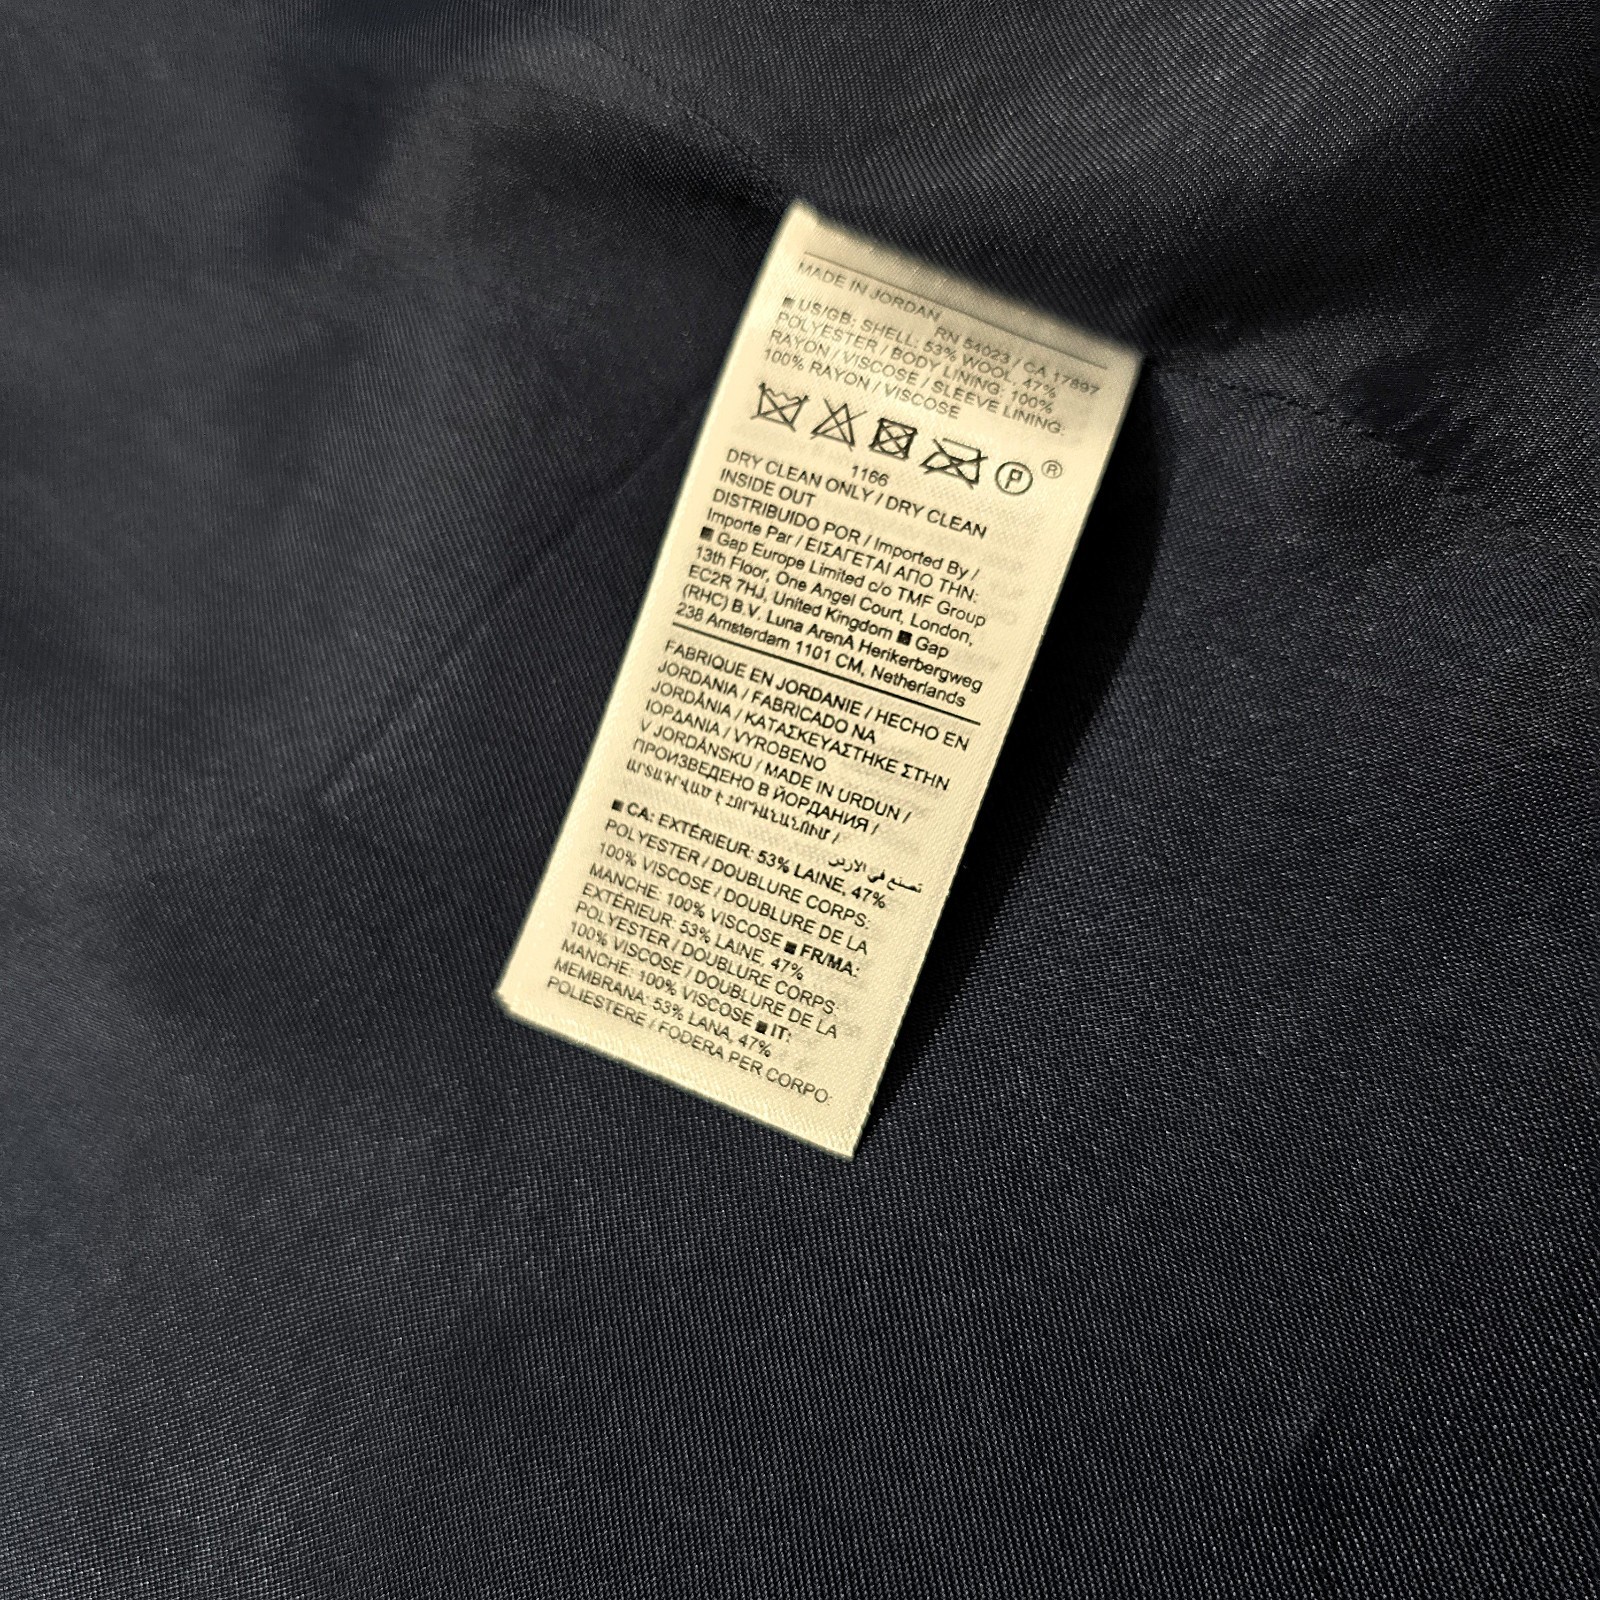 MADE IN JORDAN
RN 54023 / CA 17897
■ US/GB: SHELL: 53% WOOL, 47%
POLYESTER / BODY LINING: 100%
RAYON / VISCOSE / SLEEVE LINING:
100% RAYON / VISCOSE
P ®
1166
DRY CLEAN ONLY / DRY CLEAN
INSIDE OUT
DISTRIBUIDO POR / Imported By /
Importe Par / ΕΙΣΑΓΕΤΑΙ ΑΠΟ ΤΗΝ:
■ Gap Europe Limited c/o TMF Group
13th Floor, One Angel Court, London,
EC2R 7HJ, United Kingdom ■ Gap
(RHC) B.V. Luna ArenA Herikerbergweg
238 Amsterdam 1101 CM, Netherlands
FABRIQUE EN JORDANIE / HECHO EN
JORDANIA / FABRICADO NA
JORDÂNIA / ΚΑΤΑΣΚΕΥΑΣΤΗΚΕ ΣΤΗΝ
ΙΟΡΔΑΝΙΑ / VYROBENO
V JORDÁNSKU / MADE IN URDUN /
ПРОИЗВЕДЕНО В ЙОРДАНИЯ /
ԱՐՏԱԴՐՎԱԾ Է ՀՈՐԴԱՆԱՆՈՒՄ /
تصنع في الاردن
■ CA: EXTÉRIEUR: 53% LAINE, 47%
POLYESTER / DOUBLURE CORPS:
100% VISCOSE / DOUBLURE DE LA
MANCHE: 100% VISCOSE ■ FR/MA:
EXTÉRIEUR: 53% LAINE, 47%
POLYESTER / DOUBLURE CORPS:
100% VISCOSE / DOUBLURE DE LA
MANCHE: 100% VISCOSE ■ IT:
MEMBRANA: 53% LANA, 47%
POLIESTERE / FODERA PER CORPO: